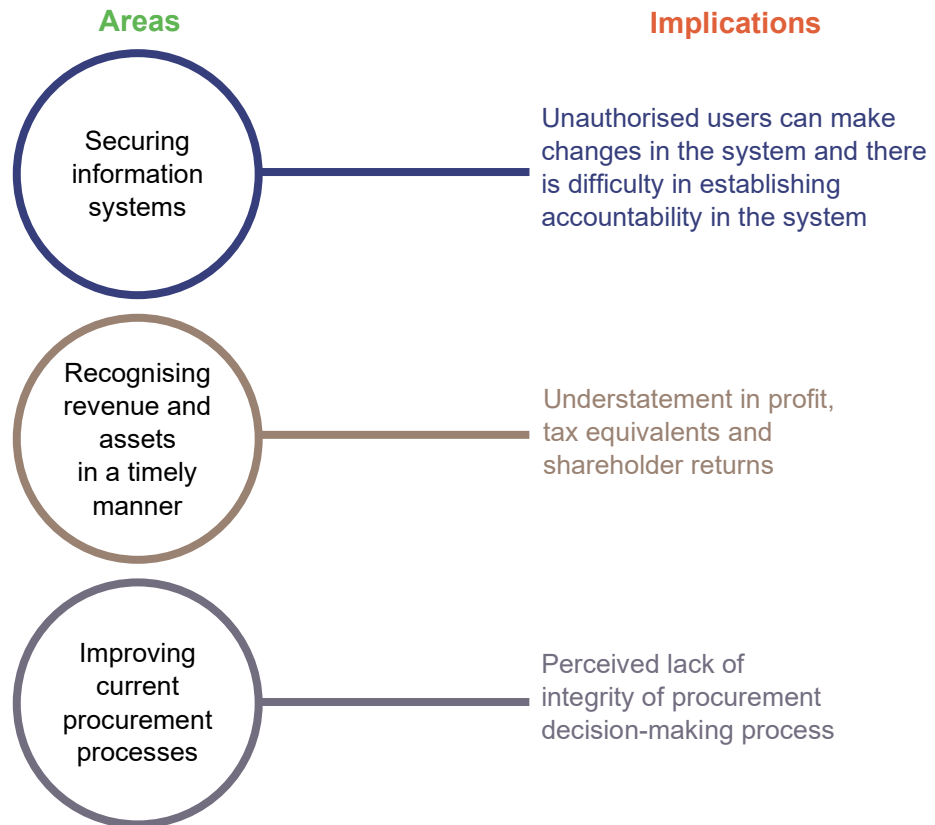 Areas
Implications
Securing
information
systems
Unauthorised users can make
changes in the system and there
is difficulty in establishing
accountability in the system
Recognising
revenue and
assets
in a timely
manner
Understatement in profit,
tax equivalents and
shareholder returns
Improving
current
procurement
processes
Perceived lack of
integrity of procurement
decision-making process